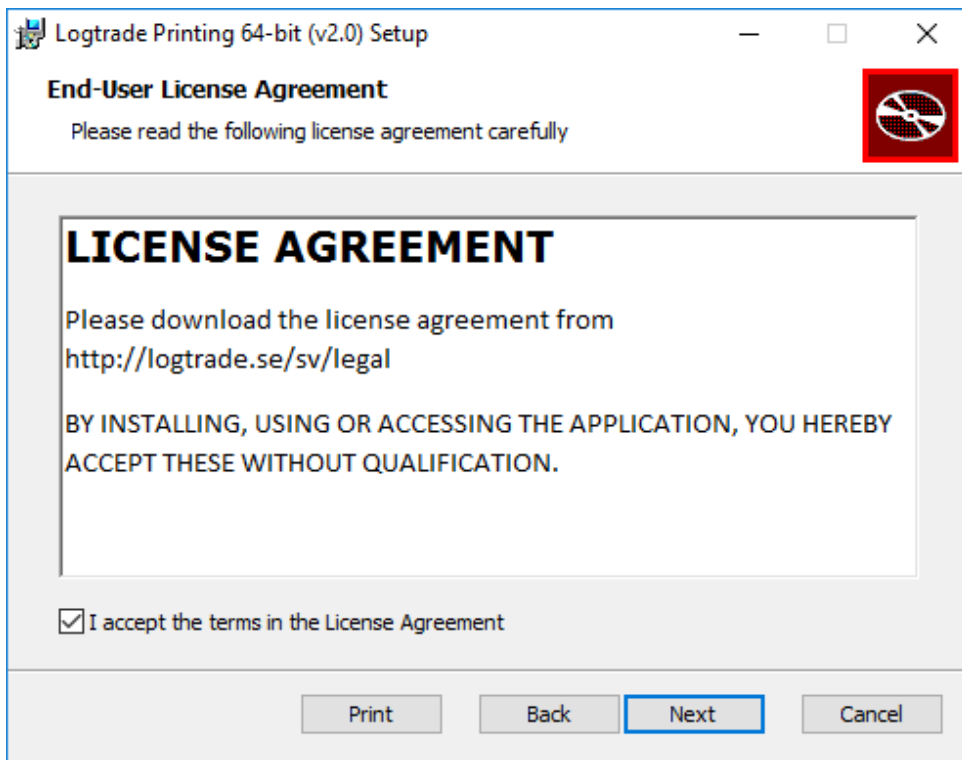 Logtrade Printing 64-bit (v2.0) Setup
End-User License Agreement
Please read the following license agreement carefully
LICENSE AGREEMENT
Please download the license agreement from
http://logtrade.se/sv/legal
BY INSTALLING, USING OR ACCESSING THE APPLICATION, YOU HEREBY
ACCEPT THESE WITHOUT QUALIFICATION.
I accept the terms in the License Agreement
Print Back Next Cancel